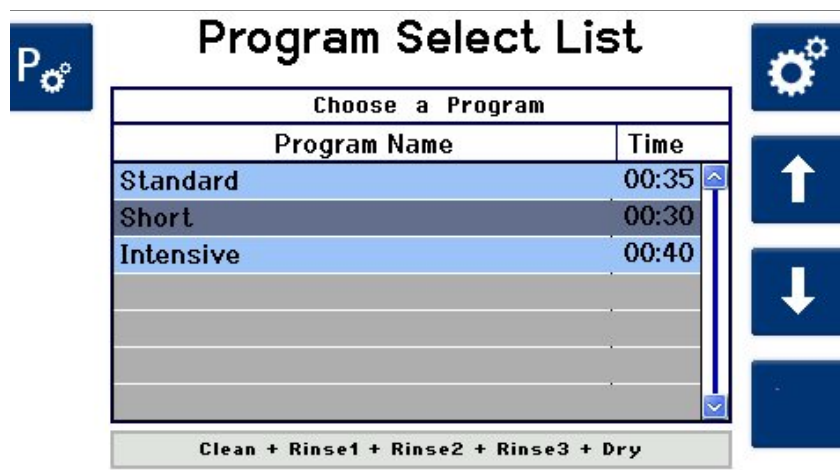 Program Select List
P
Choose a Program
Program Name Time
Standard 00:35
Short 00:30
Intensive 00:40
Clean + Rinse1 + Rinse2 + Rinse3 + Dry